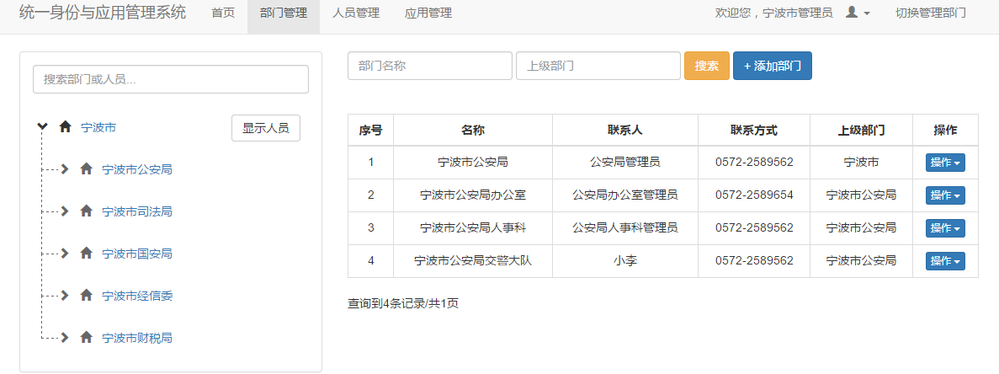 统一身份与应用管理系统 首页 部门管理 人员管理 应用管理 欢迎您，宁波市管理员 切换管理部门
搜索部门或人员...
宁波市 显示人员
宁波市公安局
宁波市司法局
宁波市国安局
宁波市经信委
宁波市财税局
部门名称 上级部门 搜索 + 添加部门
序号 名称 联系人 联系方式 上级部门 操作
1 宁波市公安局 公安局管理员 0572-2589562 宁波市 操作
2 宁波市公安局办公室 公安局办公室管理员 0572-2589654 宁波市公安局 操作
3 宁波市公安局人事科 公安局人事科管理员 0572-2589562 宁波市公安局 操作
4 宁波市公安局交警大队 小李 0572-2589562 宁波市公安局 操作
查询到4条记录/共1页